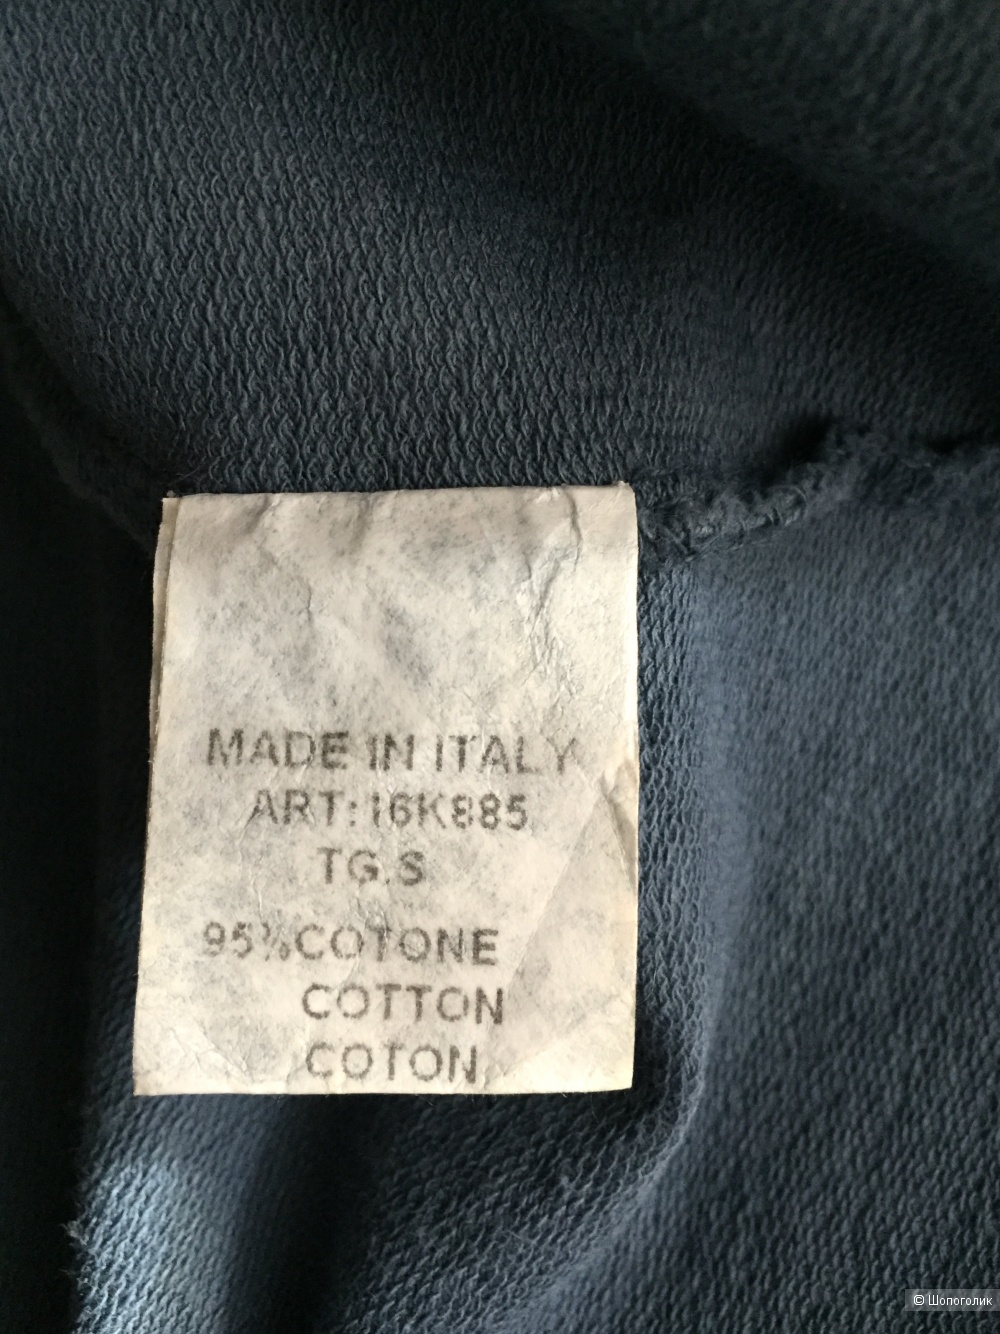 MADE IN ITALY
ART: 16K885
TG.S
95%COTONE
COTTON
COTON
© Шопоголик